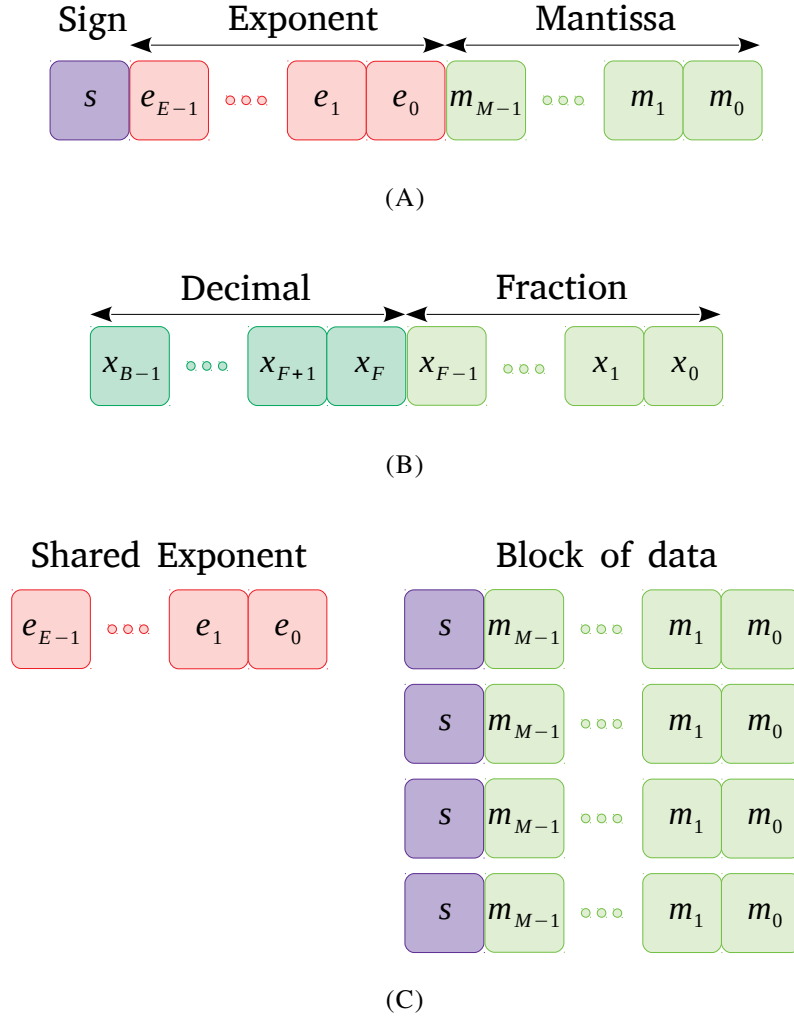 Sign Exponent Mantissa
s e_{E−1} e_1 e_0 m_{M−1} m_1 m_0
(A)
Decimal Fraction
x_{B−1} x_{F+1} x_F x_{F−1} x_1 x_0
(B)
Shared Exponent Block of data
e_{E−1} e_1 e_0 s m_{M−1} m_1 m_0
s m_{M−1} m_1 m_0
s m_{M−1} m_1 m_0
s m_{M−1} m_1 m_0
(C)